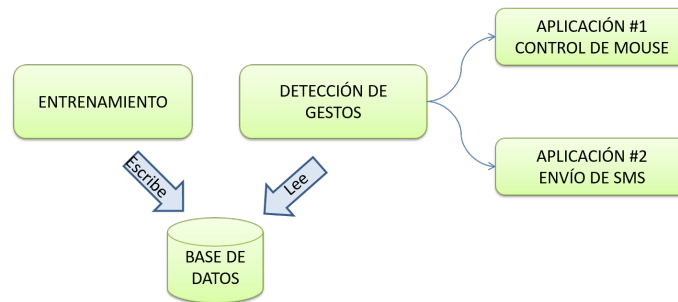 APLICACIÓN #1
CONTROL DE MOUSE
ENTRENAMIENTO
DETECCIÓN DE
GESTOS
APLICACIÓN #2
ENVÍO DE SMS
Escribe
Lee
BASE DE
DATOS